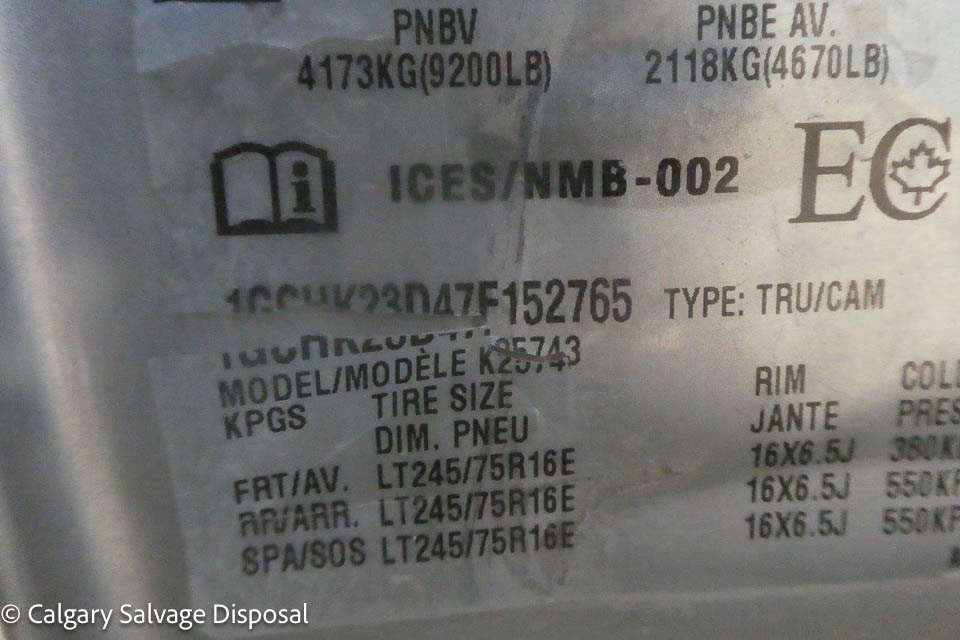 PNBV PNBE AV.
4173KG(9200LB) 2118KG(4670LB)
i ICES/NMB-002 EC
1GCHK23D47F152765 TYPE: TRU/CAM
MODEL/MODÈLE K25743
KPGS TIRE SIZE RIM
DIM. PNEU JANTE
FRT/AV. LT245/75R16E 16X6.5J
RR/ARR. LT245/75R16E 16X6.5J
SPA/SOS LT245/75R16E 16X6.5J
© Calgary Salvage Disposal